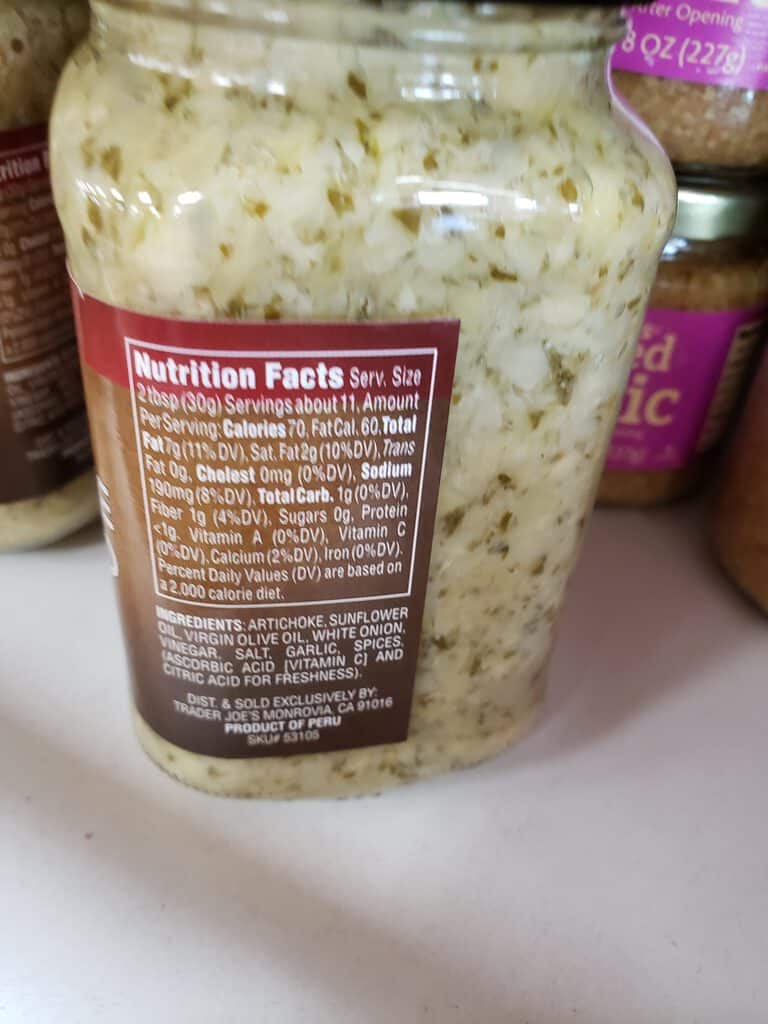 After Opening
8 OZ (227g)
Nutrition
Nutrition Facts Serv. Size
2 tbsp (30g) Servings about 11. Amount
Per Serving: Calories 70, Fat Cal. 60, Total
Fat 7g (11% DV), Sat. Fat 2g (10% DV), Trans
Fat 0g, Cholest 0mg (0% DV), Sodium
190mg (8% DV), Total Carb. 1g (0% DV),
Fiber 1g (4% DV), Sugars 0g, Protein
<1g. Vitamin A (0% DV), Vitamin C
(0% DV), Calcium (2% DV), Iron (0% DV).
Percent Daily Values (DV) are based on
a 2,000 calorie diet.
INGREDIENTS: ARTICHOKE, SUNFLOWER
OIL, VIRGIN OLIVE OIL, WHITE ONION,
VINEGAR, SALT, GARLIC, SPICES,
(ASCORBIC ACID [VITAMIN C] AND
CITRIC ACID FOR FRESHNESS).
DIST. & SOLD EXCLUSIVELY BY:
TRADER JOE'S MONROVIA, CA 91016
PRODUCT OF PERU
SKU# 53105
ed
ic